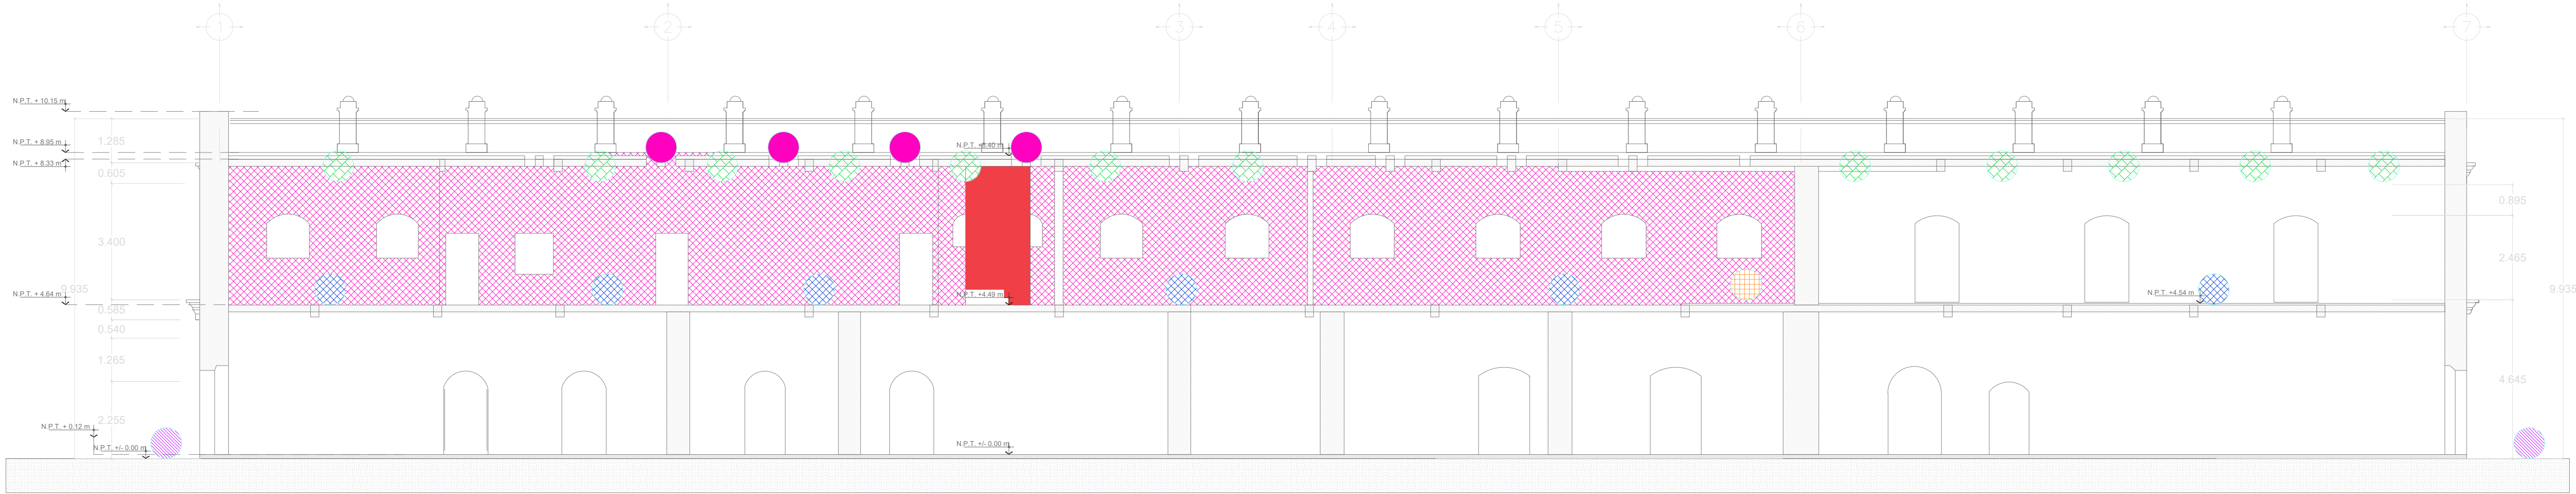 1 2 3 4 5 6 7
N.P.T. + 10.15 m
1.285
N.P.T. + 8.95 m
N.P.T. +8.40 m
N.P.T. + 8.33 m
0.605
0.895
3.400
2.465
9.935
9.935
N.P.T. + 4.64 m
N.P.T. +4.49 m
N.P.T. +4.54 m
0.585
0.540
1.265
4.645
2.255
N.P.T. + 0.12 m
N.P.T. +/- 0.00 m
N.P.T. +/- 0.00 m